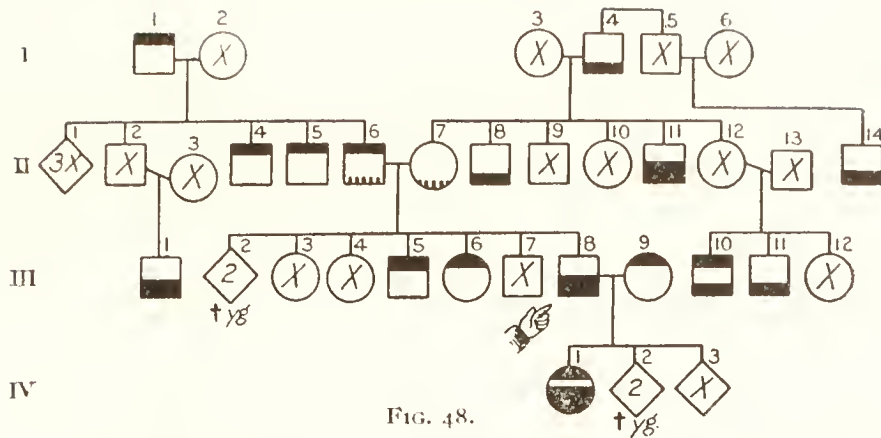 1 2 3 4 5 6
I X X X X
1 2 3 4 5 6 7 8 9 10 11 12 13 14
II 3X X X X X X X
1 2 3 4 5 6 7 8 9 10 11 12
III 2 X X X X
† yg
1 2 3
IV 2 X
† yg.
FIG. 48.